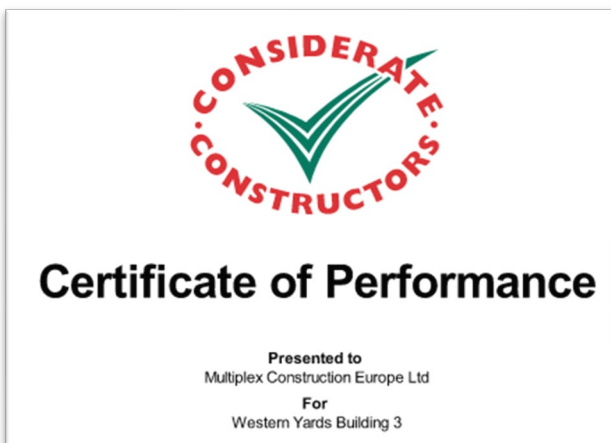 · CONSIDERATE ·
CONSTRUCTORS
Certificate of Performance
Presented to
Multiplex Construction Europe Ltd
For
Western Yards Building 3